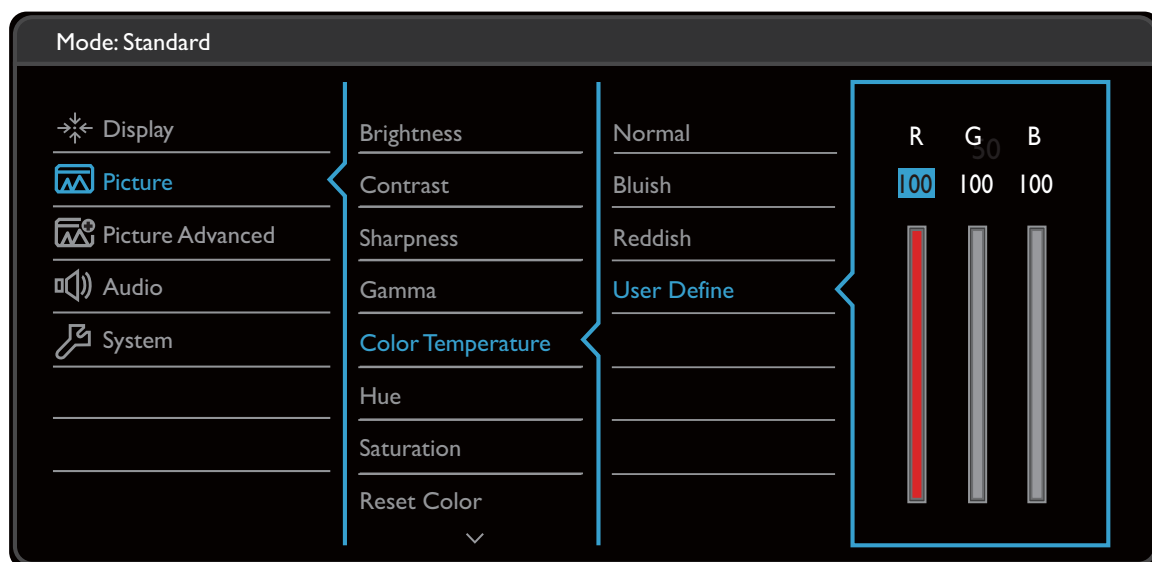 Mode: Standard
Display
Picture
Picture Advanced
Audio
System
Brightness
Contrast
Sharpness
Gamma
Color Temperature
Hue
Saturation
Reset Color
Normal
Bluish
Reddish
User Define
R G B
50
100 100 100